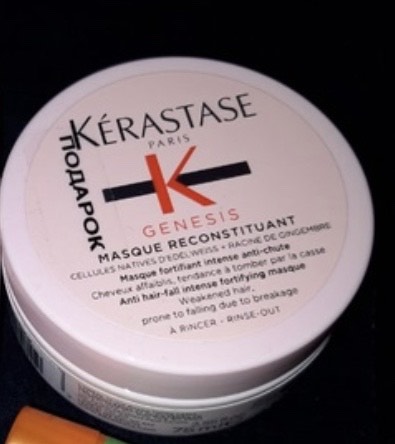 KÉRASTASE
PARIS
ПОДАРОК
K
GENESIS
MASQUE RECONSTITUANT
CELLULES NATIVES D'EDELWEISS + RACINE DE GINGEMBRE
Masque fortifiant intense anti-chute
Cheveux affaiblis, tendance à tomber par la casse
Anti hair-fall intense fortifying masque
Weakened hair,
prone to falling due to breakage
À RINCER - RINSE-OUT